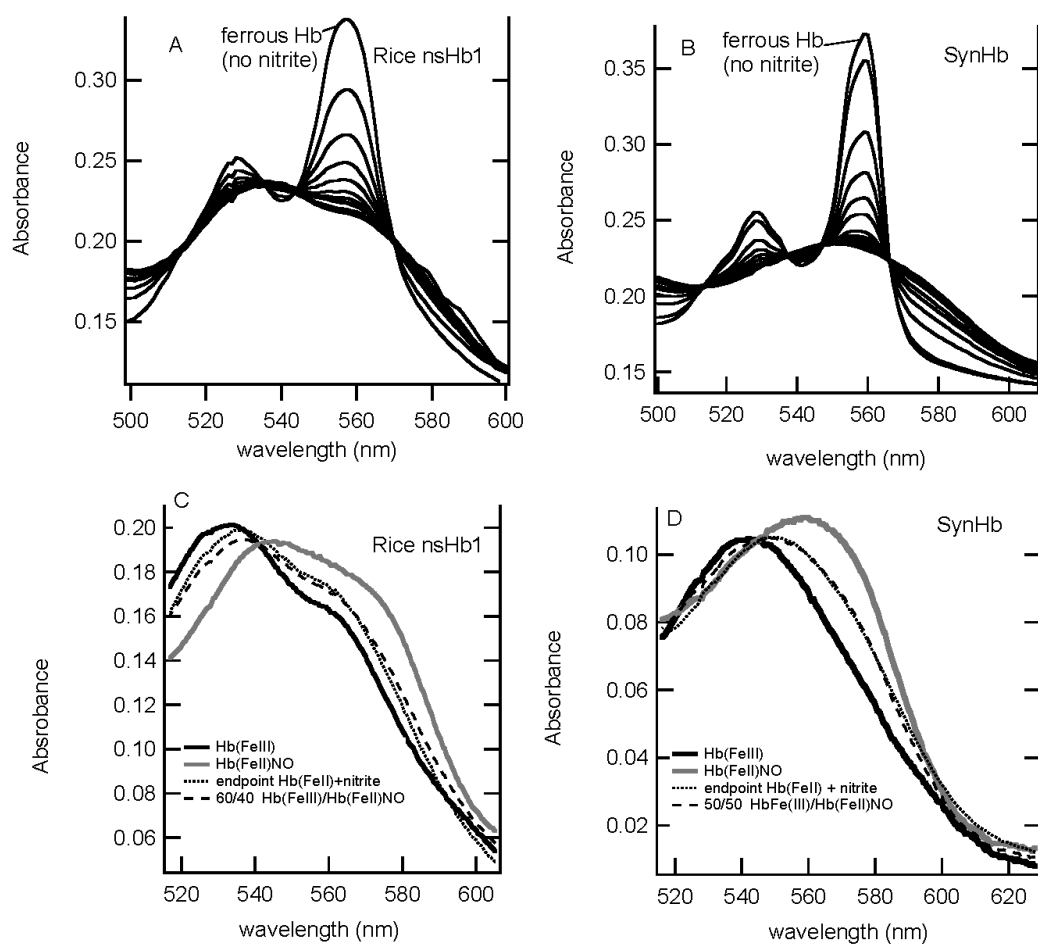 A
ferrous Hb
(no nitrite)
Rice nsHb1
Absorbance
0.30
0.25
0.20
0.15
500 520 540 560 580 600
wavelength (nm)
B
ferrous Hb
(no nitrite)
SynHb
Absorbance
0.35
0.30
0.25
0.20
0.15
500 520 540 560 580 600
wavelength (nm)
C
Rice nsHb1
Absrobance
0.20
0.18
0.16
0.14
0.12
0.10
0.08
0.06
Hb(FeIII)
Hb(FeII)NO
endpoint Hb(FeII)+nitrite
60/40 Hb(FeIII)/Hb(FeII)NO
520 540 560 580 600
wavelength (nm)
D
SynHb
Absorbance
0.10
0.08
0.06
0.04
0.02
Hb(FeIII)
Hb(FeII)NO
endpoint Hb(FeII) + nitrite
50/50 HbFe(III)/Hb(FeII)NO
520 540 560 580 600 620
wavelength (nm)